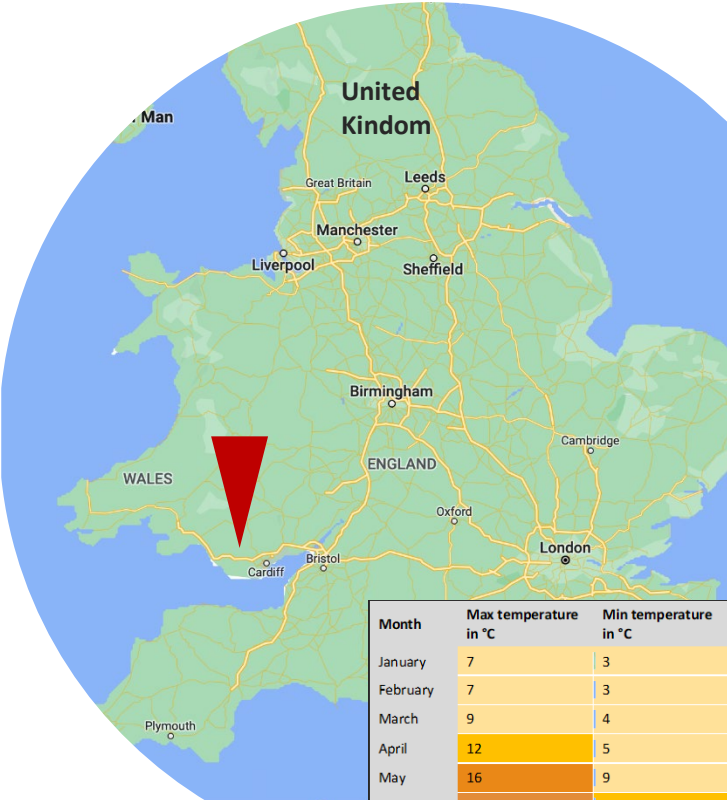 United
Kindom
. Man
Great Britain
Leeds
Manchester
Liverpool
Sheffield
Birmingham
Cambridge
WALES
ENGLAND
Oxford
London
Cardiff
Bristol
Plymouth
Month Max temperature in °C Min temperature in °C
January 7 3
February 7 3
March 9 4
April 12 5
May 16 9